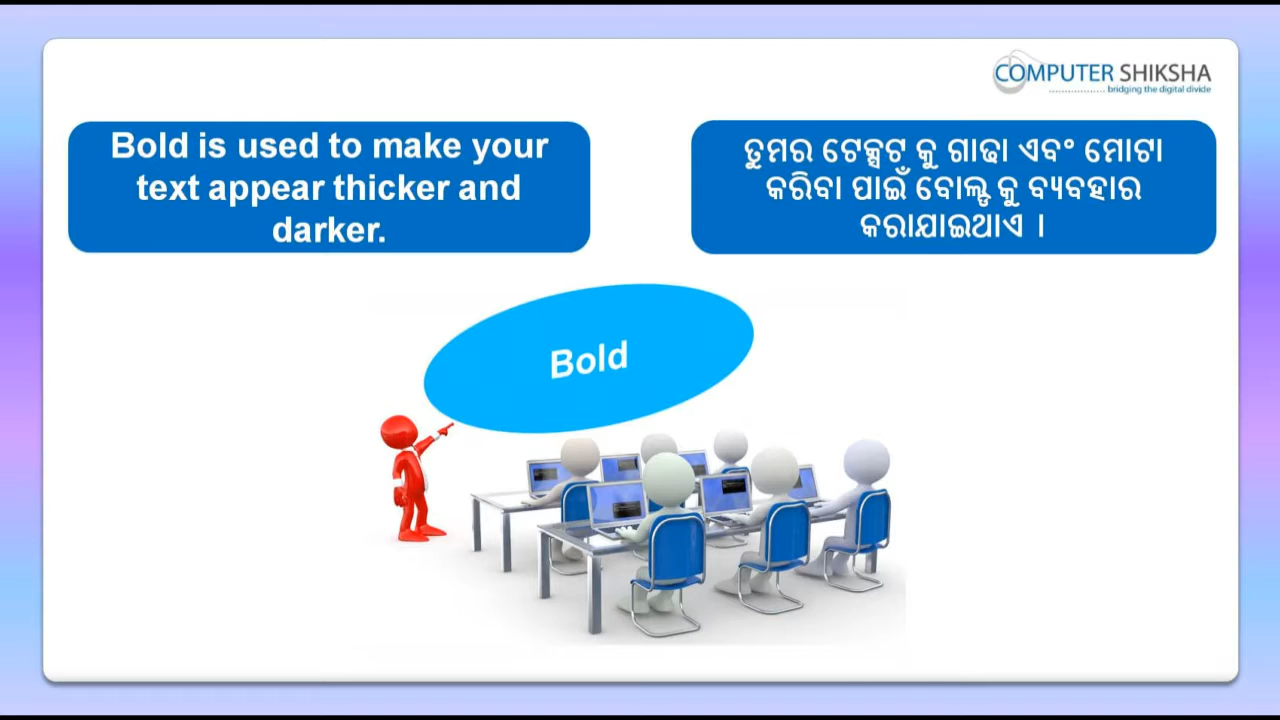 COMPUTER SHIKSHA
bridging the digital divide
Bold is used to make your
text appear thicker and
darker.
ତୁମର ଟେକ୍ସଟ୍ କୁ ଗାଢା ଏବଂ ମୋଟା
କରିବା ପାଇଁ ବୋଲ୍ଡ କୁ ବ୍ୟବହାର
କରାଯାଇଥାଏ ।
Bold